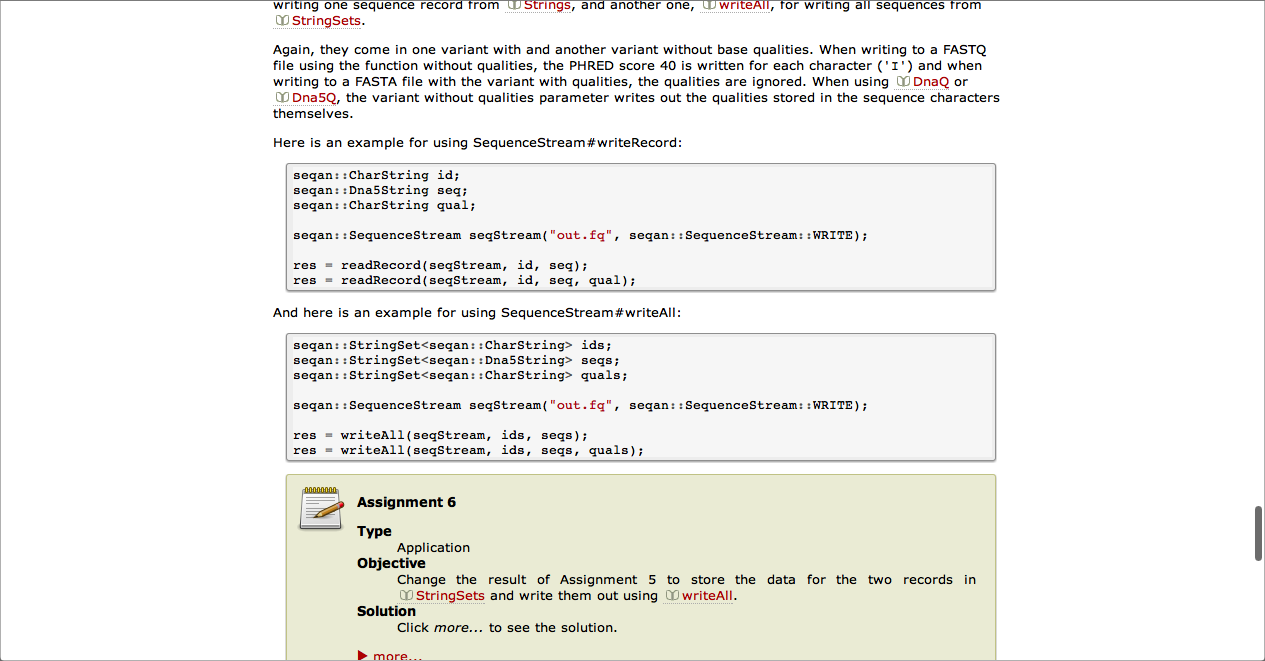 writing one sequence record from Strings, and another one, writeAll, for writing all sequences from
StringSets.
Again, they come in one variant with and another variant without base qualities. When writing to a FASTQ
file using the function without qualities, the PHRED score 40 is written for each character ('I') and when
writing to a FASTA file with the variant with qualities, the qualities are ignored. When using DnaQ or
Dna5Q, the variant without qualities parameter writes out the qualities stored in the sequence characters
themselves.
Here is an example for using SequenceStream#writeRecord:
seqan::CharString id;
seqan::Dna5String seq;
seqan::CharString qual;
seqan::SequenceStream seqStream("out.fq", seqan::SequenceStream::WRITE);
res = readRecord(seqStream, id, seq);
res = readRecord(seqStream, id, seq, qual);
And here is an example for using SequenceStream#writeAll:
seqan::StringSet<seqan::CharString> ids;
seqan::StringSet<seqan::Dna5String> seqs;
seqan::StringSet<seqan::CharString> quals;
seqan::SequenceStream seqStream("out.fq", seqan::SequenceStream::WRITE);
res = writeAll(seqStream, ids, seqs);
res = writeAll(seqStream, ids, seqs, quals);
Assignment 6
Type
Application
Objective
Change the result of Assignment 5 to store the data for the two records in
StringSets and write them out using writeAll.
Solution
Click more... to see the solution.
more...